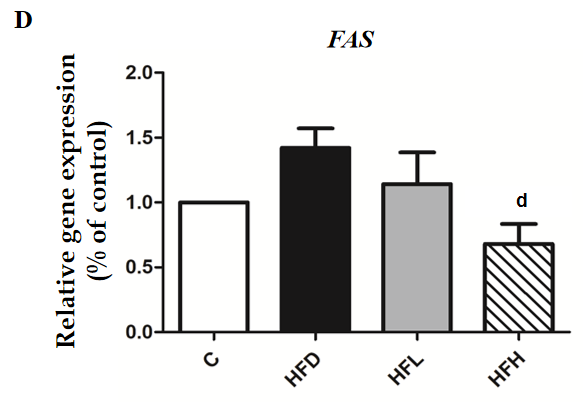 D
FAS
Relative gene expression
(% of control)
2.0
1.5
1.0
0.5
0.0
d
C
HFD
HFL
HFH